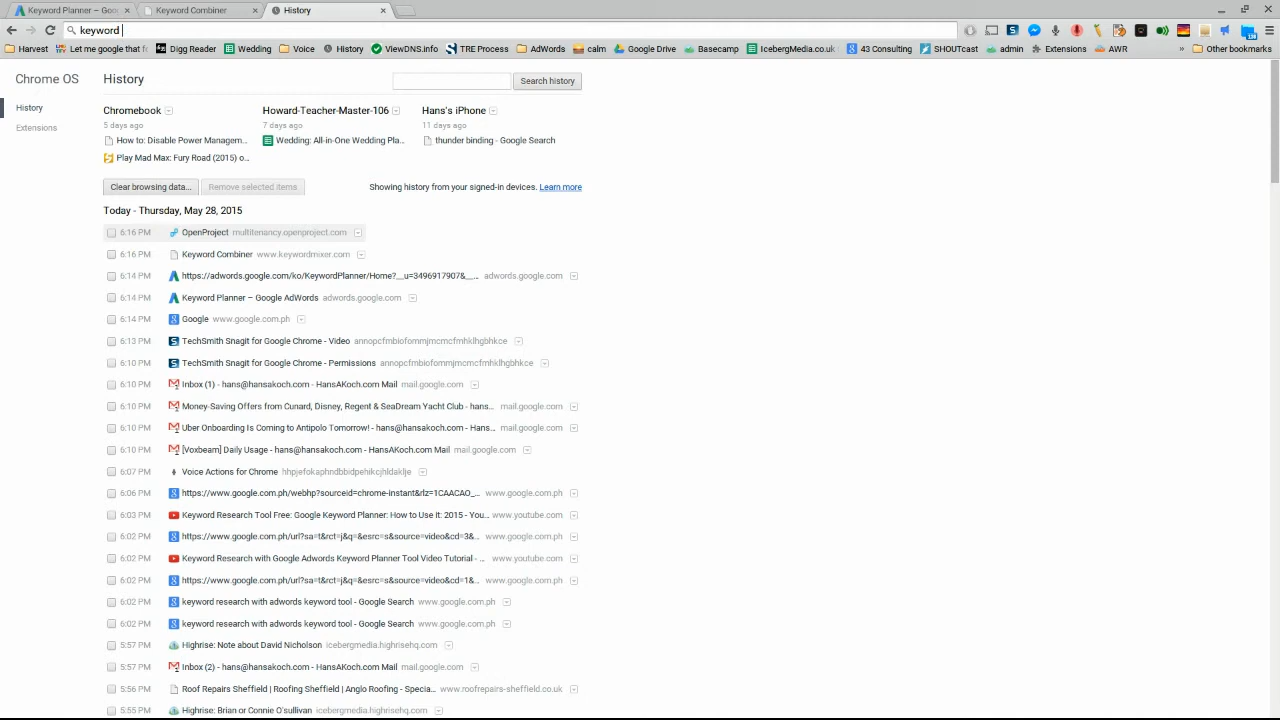 Keyword Planner – Goo
Keyword Combiner
History
keyword
Harvest
Let me google that f
Digg Reader
Wedding
Voice
History
ViewDNS.info
TRE Process
AdWords
calm
Google Drive
Basecamp
IcebergMedia.co.uk
43 Consulting
SHOUTcast
admin
Extensions
AWR
»
Other bookmarks
Chrome OS
History
Search history
History
Extensions
Chromebook
Howard-Teacher-Master-106
Hans's iPhone
5 days ago
7 days ago
11 days ago
How to: Disable Power Managem...
Wedding: All-in-One Wedding Pla...
thunder binding - Google Search
Play Mad Max: Fury Road (2015) o...
Clear browsing data...
Remove selected items
Showing history from your signed-in devices. Learn more
Today - Thursday, May 28, 2015
6:16 PM OpenProject multitenancy.openproject.com
6:16 PM Keyword Combiner www.keywordmixer.com
6:14 PM https://adwords.google.com/ko/KeywordPlanner/Home?__u=3496917907&__... adwords.google.com
6:14 PM Keyword Planner – Google AdWords adwords.google.com
6:14 PM Google www.google.com.ph
6:13 PM TechSmith Snagit for Google Chrome - Video annopcfmbiofommjmcmcfmhklhgbhkce
6:10 PM TechSmith Snagit for Google Chrome - Permissions annopcfmbiofommjmcmcfmhklhgbhkce
6:10 PM Inbox (1) - hans@hansakoch.com - HansAKoch.com Mail mail.google.com
6:10 PM Money-Saving Offers from Cunard, Disney, Regent & SeaDream Yacht Club - hans... mail.google.com
6:10 PM Uber Onboarding Is Coming to Antipolo Tomorrow! - hans@hansakoch.com - Hans... mail.google.com
6:10 PM [Voxbeam] Daily Usage - hans@hansakoch.com - HansAKoch.com Mail mail.google.com
6:07 PM Voice Actions for Chrome hhpjefokaphndbbidpehikcjhldaklje
6:06 PM https://www.google.com.ph/webhp?sourceid=chrome-instant&rlz=1CAACAO_... www.google.com.ph
6:03 PM Keyword Research Tool Free: Google Keyword Planner: How to Use It: 2015 - You... www.youtube.com
6:02 PM https://www.google.com.ph/url?sa=t&rct=j&q=&esrc=s&source=video&cd=3&... www.google.com.ph
6:02 PM Keyword Research with Google Adwords Keyword Planner Tool Video Tutorial - ... www.youtube.com
6:02 PM https://www.google.com.ph/url?sa=t&rct=j&q=&esrc=s&source=video&cd=1&... www.google.com.ph
6:02 PM keyword research with adwords keyword tool - Google Search www.google.com.ph
6:02 PM keyword research with adwords keyword tool - Google Search www.google.com.ph
5:57 PM Highrise: Note about David Nicholson icebergmedia.highrisehq.com
5:57 PM Inbox (2) - hans@hansakoch.com - HansAKoch.com Mail mail.google.com
5:56 PM Roof Repairs Sheffield | Roofing Sheffield | Anglo Roofing - Specia... www.roofrepairs-sheffield.co.uk
5:55 PM Highrise: Brian or Connie O'sullivan icebergmedia.highrisehq.com